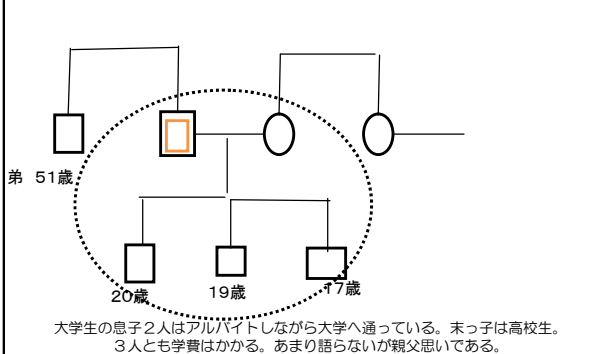 弟　51歳
20歳
19歳
17歳
大学生の息子２人はアルバイトしながら大学へ通っている。末っ子は高校生。
３人とも学費はかかる。あまり語らないが親父思いである。